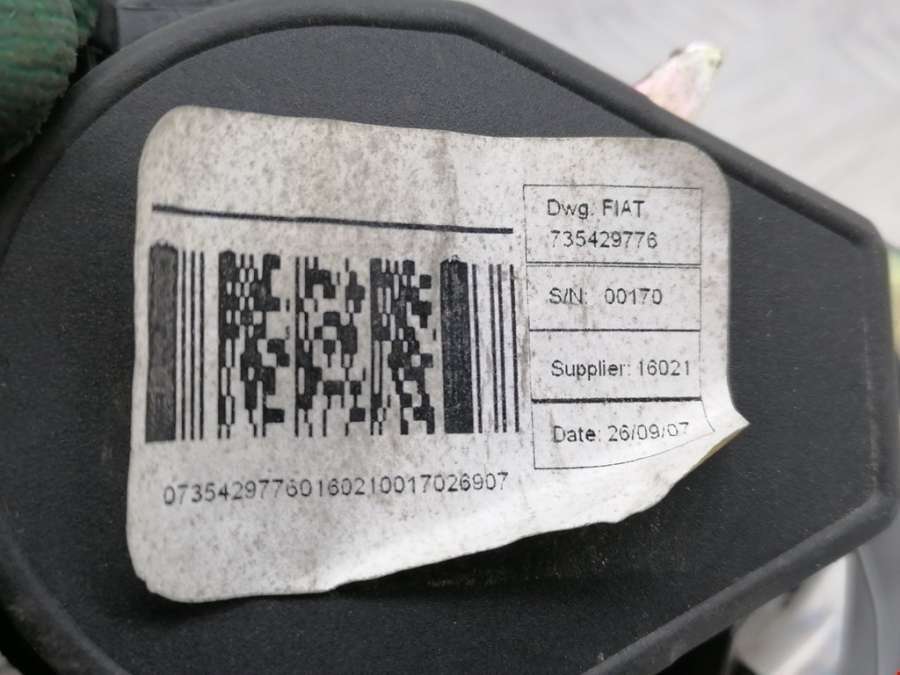 Dwg: FIAT
735429776
S/N: 00170
Supplier: 16021
Date: 26/09/07
07354297760160210017026907